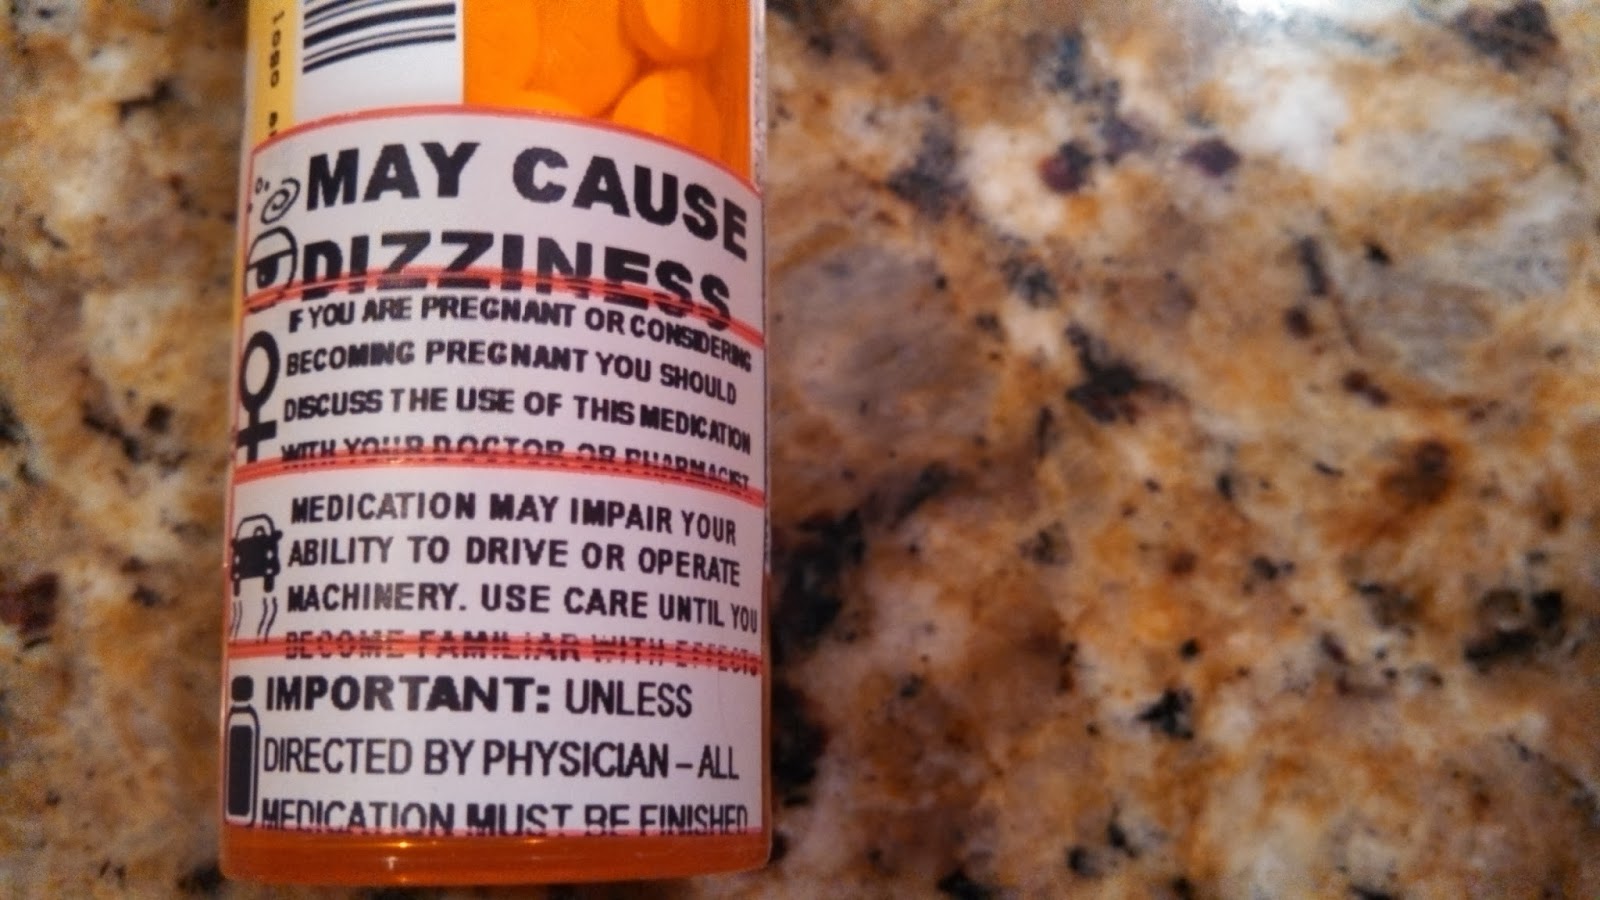 MAY CAUSE
DIZZINESS
IF YOU ARE PREGNANT OR CONSIDERING
BECOMING PREGNANT YOU SHOULD
DISCUSS THE USE OF THIS MEDICATION
WITH YOUR DOCTOR OR PHARMACIST
MEDICATION MAY IMPAIR YOUR
ABILITY TO DRIVE OR OPERATE
MACHINERY. USE CARE UNTIL YOU
BECOME FAMILIAR WITH EFFECTS
IMPORTANT: UNLESS
DIRECTED BY PHYSICIAN – ALL
MEDICATION MUST BE FINISHED